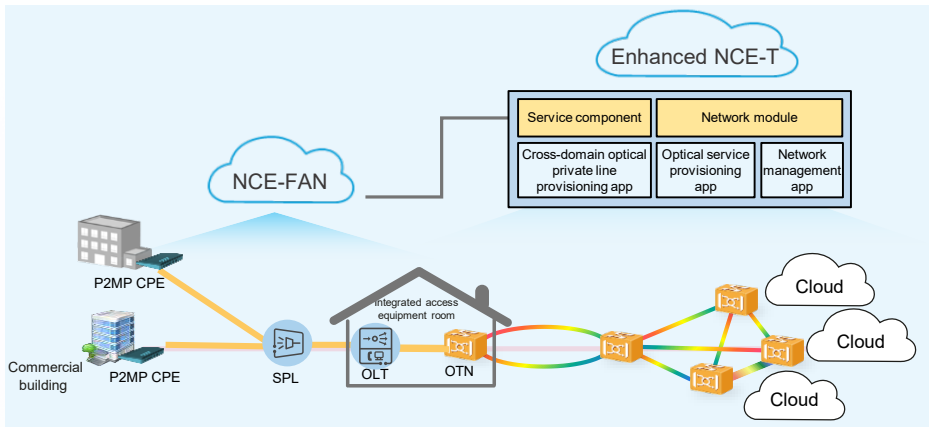 Enhanced NCE-T
Service component
Network module
Cross-domain optical
private line
provisioning app
Optical service
provisioning
app
Network
management
app
NCE-FAN
P2MP CPE
Integrated access
equipment room
Cloud
Cloud
Cloud
Commercial
building
P2MP CPE
SPL
OLT
OTN